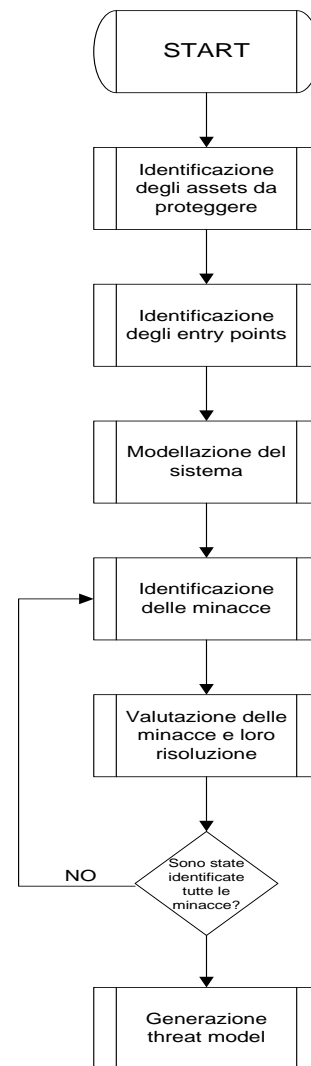 START
Identificazione
degli assets da
proteggere
Identificazione
degli entry points
Modellazione del
sistema
Identificazione
delle minacce
Valutazione delle
minacce e loro
risoluzione
Sono state
identificate
tutte le
minacce?
NO
Generazione
threat model